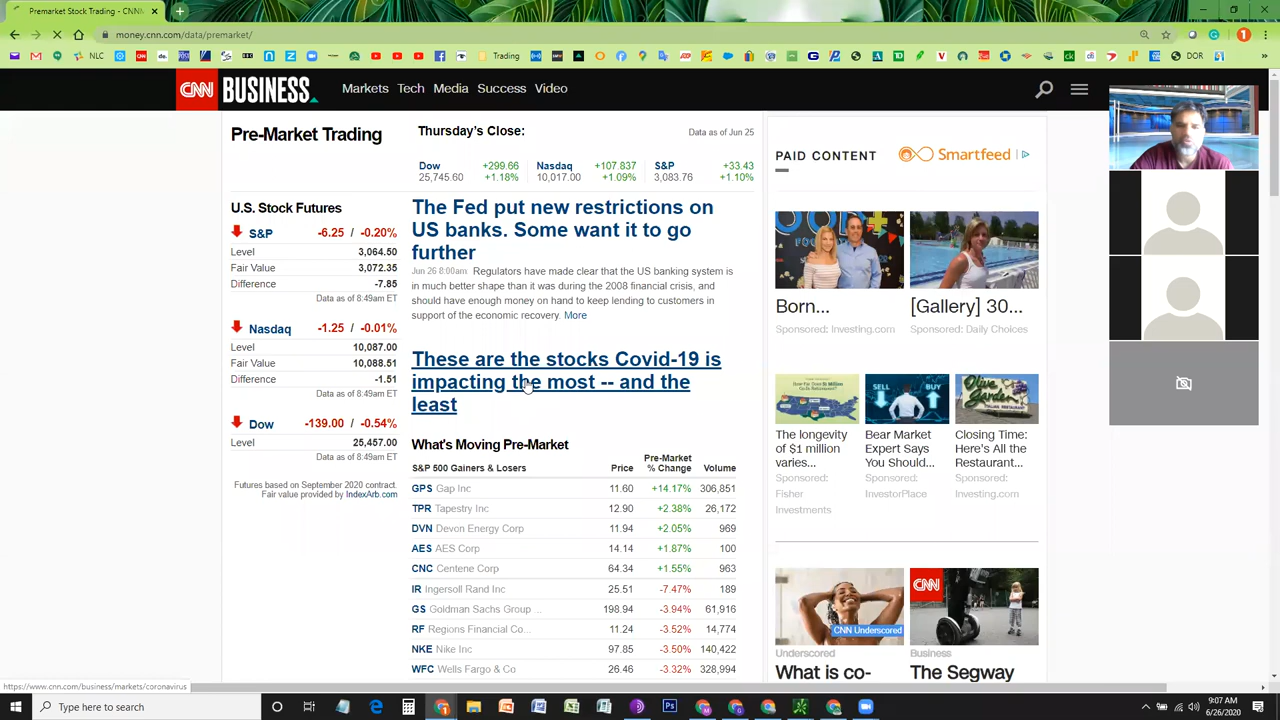 Pre-Market Stock Trading - CNN
money.cnn.com/data/premarket/
NLC
Trading
DOR
CNN BUSINESS
Markets Tech Media Success Video
Pre-Market Trading
Thursday's Close:
Data as of Jun 25
Dow +299.66
25,745.60 +1.18%
Nasdaq +107.837
10,017.00 +1.09%
S&P +33.43
3,083.76 +1.10%
U.S. Stock Futures
S&P -6.25 / -0.20%
Level 3,064.50
Fair Value 3,072.35
Difference -7.85
Data as of 8:49am ET
Nasdaq -1.25 / -0.01%
Level 10,087.00
Fair Value 10,088.51
Difference -1.51
Data as of 8:49am ET
Dow -139.00 / -0.54%
Level 25,457.00
Data as of 8:49am ET
Futures based on September 2020 contract.
Fair value provided by IndexArb.com
The Fed put new restrictions on
US banks. Some want it to go
further
Jun 26 8:00am Regulators have made clear that the US banking system is
in much better shape than it was during the 2008 financial crisis, and
should have enough money on hand to keep lending to customers in
support of the economic recovery. More
These are the stocks Covid-19 is
impacting the most -- and the
least
What's Moving Pre-Market
S&P 500 Gainers & Losers Price Pre-Market
% Change Volume
GPS Gap Inc 11.60 +14.17% 306,851
TPR Tapestry Inc 12.90 +2.38% 26,172
DVN Devon Energy Corp 11.94 +2.05% 969
AES AES Corp 14.14 +1.87% 100
CNC Centene Corp 64.34 +1.55% 963
IR Ingersoll Rand Inc 25.51 -7.47% 189
GS Goldman Sachs Group ... 198.94 -3.94% 61,916
RF Regions Financial Co... 11.24 -3.52% 14,774
NKE Nike Inc 97.85 -3.50% 140,422
WFC Wells Fargo & Co 26.46 -3.32% 328,994
PAID CONTENT
Smartfeed
Born...
Sponsored: Investing.com
[Gallery] 30...
Sponsored: Daily Choices
SELL
BUY
Olive
Garden
The longevity
of $1 million
varies...
Sponsored:
Fisher
Investments
Bear Market
Expert Says
You Should...
Sponsored:
InvestorPlace
Closing Time:
Here's All the
Restaurant...
Sponsored:
Investing.com
CNN Underscored
CNN
Underscored
What is co-
Business
The Segway
https://www.cnn.com/business/markets/coronavirus
Type here to search
9:07 AM
6/26/2020